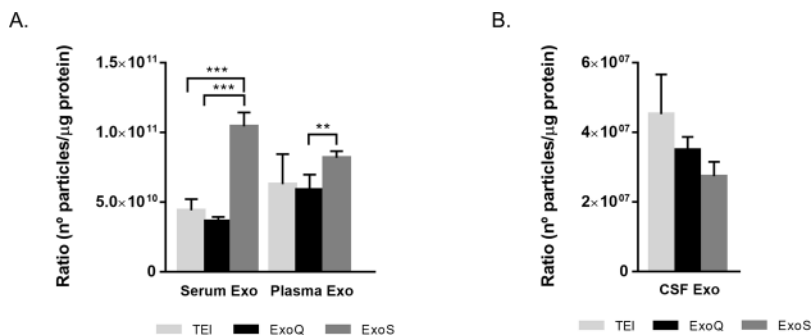 A.
Ratio (nº particles/μg protein)
1.5×10¹¹
1.0×10¹¹
5.0×10¹⁰
0
***
***
**
Serum Exo Plasma Exo
TEI ExoQ ExoS
B.
Ratio (nº particles/μg protein)
6×10⁰⁷
4×10⁰⁷
2×10⁰⁷
0
CSF Exo
TEI ExoQ ExoS